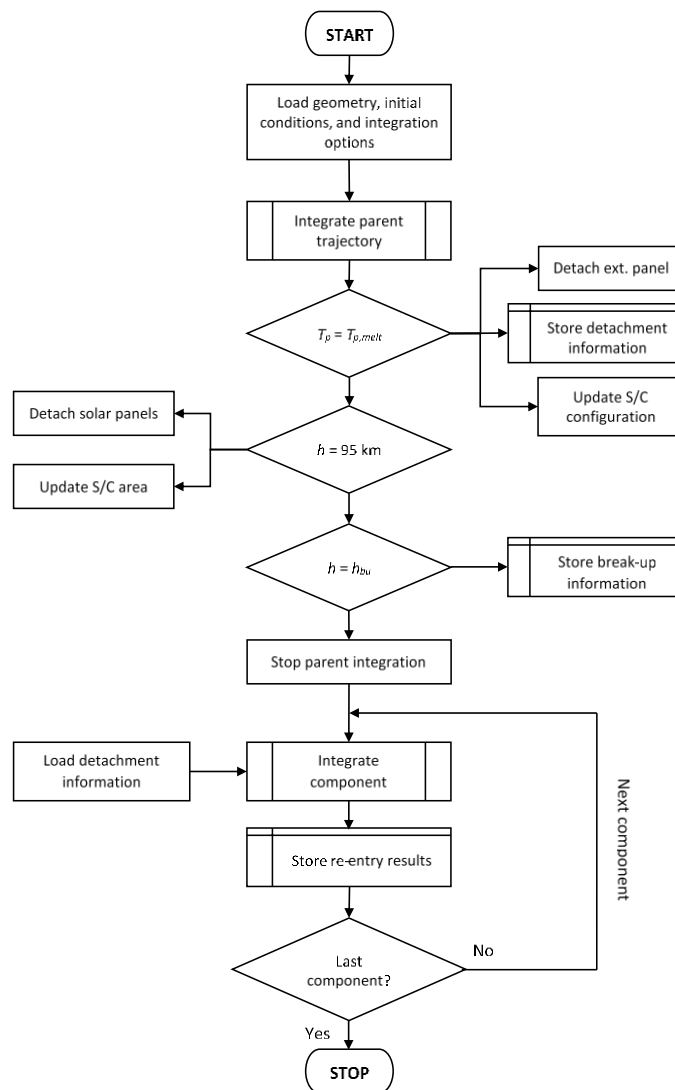 START
Load geometry, initial
conditions, and integration
options
Integrate parent
trajectory
Detach ext. panel
T_p = T_p,melt
Store detachment
information
Update S/C
configuration
Detach solar panels
h = 95 km
Update S/C area
h = h_bu
Store break-up
information
Stop parent integration
Load detachment
information
Integrate
component
Next component
Store re-entry results
Last
component?
No
Yes
STOP